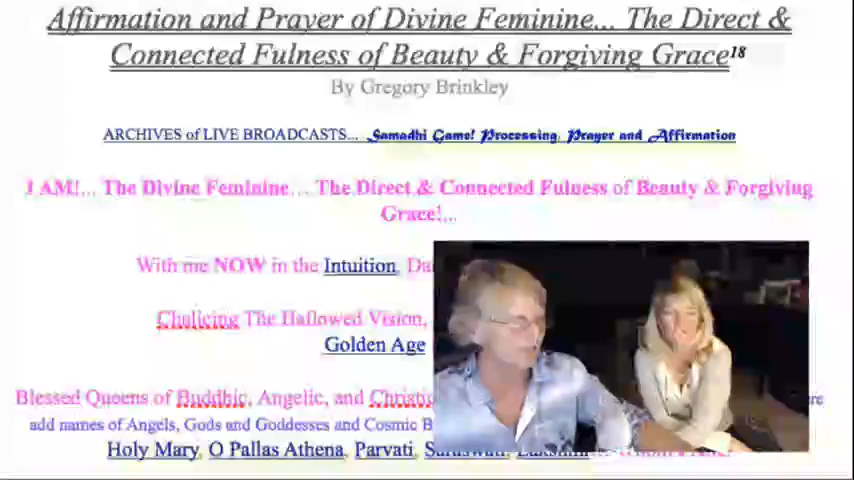 Affirmation and Prayer of Divine Feminine... The Direct &
Connected Fulness of Beauty & Forgiving Grace18
By Gregory Brinkley
ARCHIVES of LIVE BROADCASTS... Samadhi Game! Processing, Prayer and Affirmation
I AM!... The Divine Feminine... The Direct & Connected Fulness of Beauty & Forgiving
Grace!...
With me NOW in the Intuition, Da
Chalicing The Hallowed Vision,
Golden Age
Blessed Queens of Buddhic, Angelic, and Christic
add names of Angels, Gods and Goddesses and Cosmic B
Holy Mary, O Pallas Athena, Parvati, Saraswati,